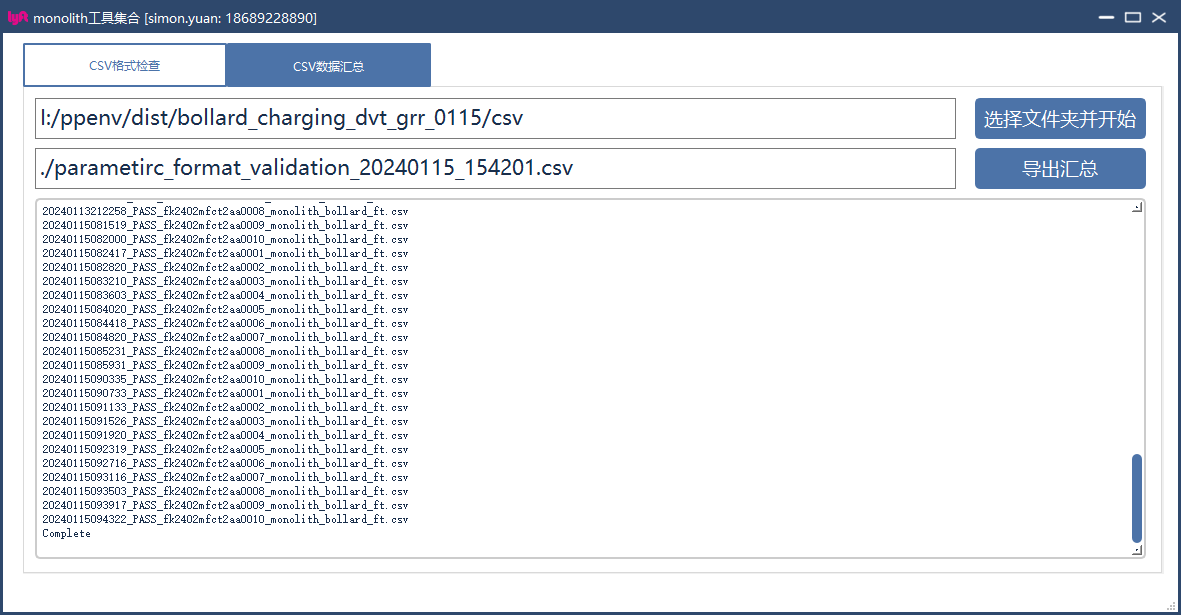 lyft monolith工具集合 [simon.yuan: 18689228890]
CSV格式检查
CSV数据汇总
I:/ppenv/dist/bollard_charging_dvt_grr_0115/csv
选择文件夹并开始
./parametirc_format_validation_20240115_154201.csv
导出汇总
20240113212258_PASS_fk2402mfct2aa0008_monolith_bollard_ft.csv
20240115081519_PASS_fk2402mfct2aa0009_monolith_bollard_ft.csv
20240115082000_PASS_fk2402mfct2aa0010_monolith_bollard_ft.csv
20240115082417_PASS_fk2402mfct2aa0001_monolith_bollard_ft.csv
20240115082820_PASS_fk2402mfct2aa0002_monolith_bollard_ft.csv
20240115083210_PASS_fk2402mfct2aa0003_monolith_bollard_ft.csv
20240115083603_PASS_fk2402mfct2aa0004_monolith_bollard_ft.csv
20240115084020_PASS_fk2402mfct2aa0005_monolith_bollard_ft.csv
20240115084418_PASS_fk2402mfct2aa0006_monolith_bollard_ft.csv
20240115084820_PASS_fk2402mfct2aa0007_monolith_bollard_ft.csv
20240115085231_PASS_fk2402mfct2aa0008_monolith_bollard_ft.csv
20240115085931_PASS_fk2402mfct2aa0009_monolith_bollard_ft.csv
20240115090335_PASS_fk2402mfct2aa0010_monolith_bollard_ft.csv
20240115090733_PASS_fk2402mfct2aa0001_monolith_bollard_ft.csv
20240115091133_PASS_fk2402mfct2aa0002_monolith_bollard_ft.csv
20240115091526_PASS_fk2402mfct2aa0003_monolith_bollard_ft.csv
20240115091920_PASS_fk2402mfct2aa0004_monolith_bollard_ft.csv
20240115092319_PASS_fk2402mfct2aa0005_monolith_bollard_ft.csv
20240115092716_PASS_fk2402mfct2aa0006_monolith_bollard_ft.csv
20240115093116_PASS_fk2402mfct2aa0007_monolith_bollard_ft.csv
20240115093503_PASS_fk2402mfct2aa0008_monolith_bollard_ft.csv
20240115093917_PASS_fk2402mfct2aa0009_monolith_bollard_ft.csv
20240115094322_PASS_fk2402mfct2aa0010_monolith_bollard_ft.csv
Complete